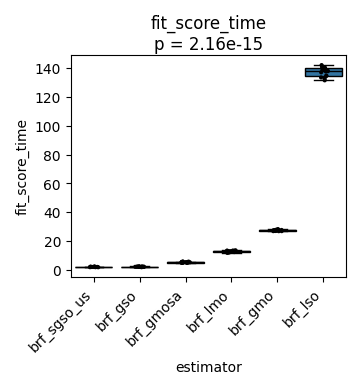 fit_score_time
p = 2.16e-15
fit_score_time
140
120
100
80
60
40
20
0
brf_sgso_us
brf_gso
brf_gmosa
brf_lmo
brf_gmo
brf_lso
estimator